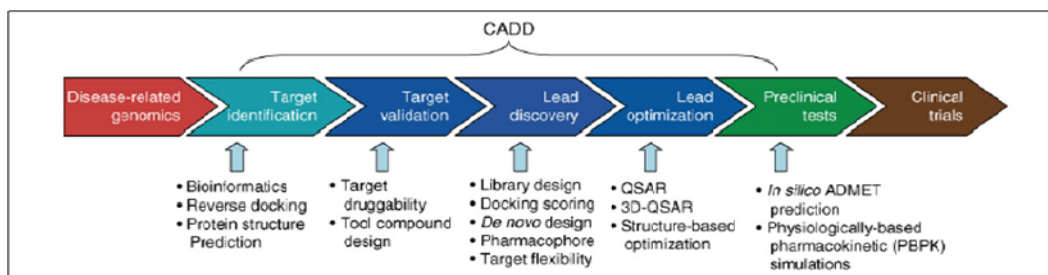 CADD
Disease-related
genomics
Target
identification
Target
validation
Lead
discovery
Lead
optimization
Preclinical
tests
Clinical
trials
• Bioinformatics
• Reverse docking
• Protein structure
Prediction
• Target
druggability
• Tool compound
design
• Library design
• Docking scoring
• De novo design
• Pharmacophore
• Target flexibility
• QSAR
• 3D-QSAR
• Structure-based
optimization
• In silico ADMET
prediction
• Physiologically-based
pharmacokinetic (PBPK)
simulations